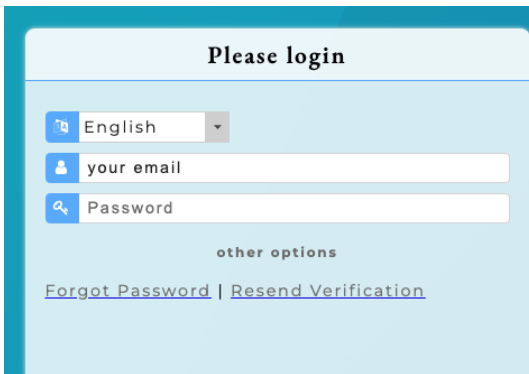 Please login
English
your email
Password
other options
Forgot Password | Resend Verification